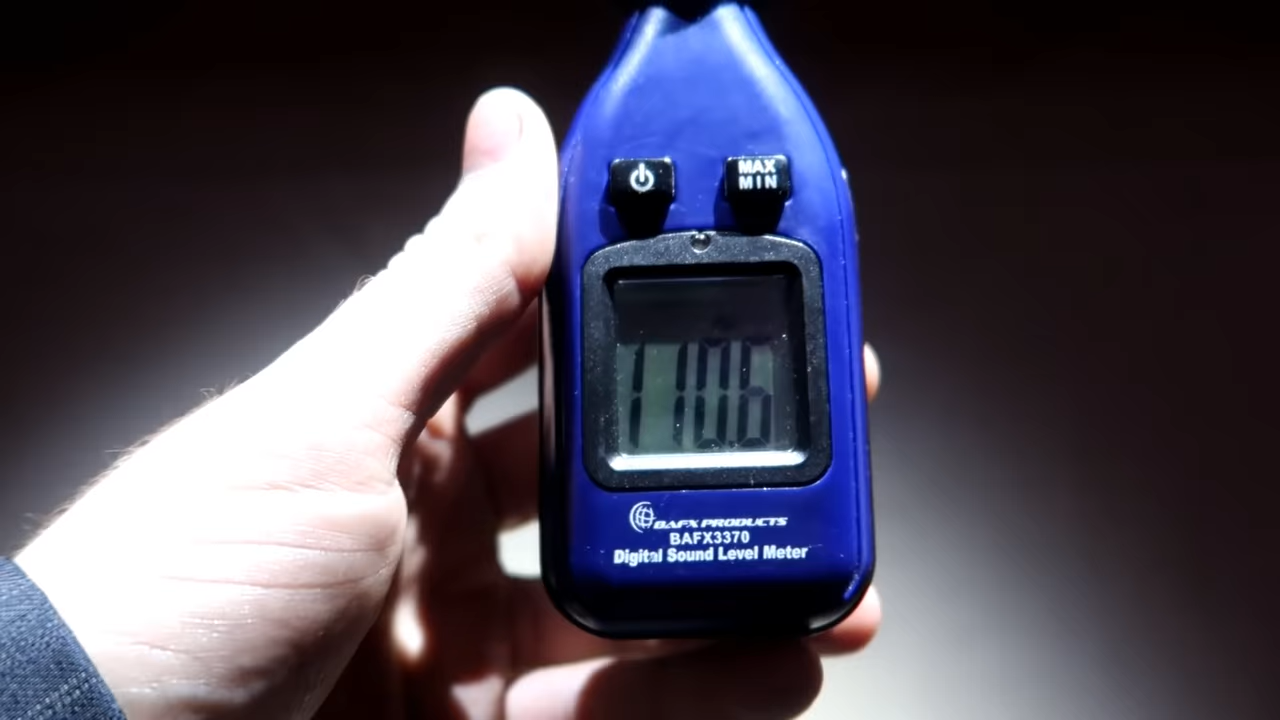 MAX
MIN
110.6
BAFX PRODUCTS
BAFX3370
Digital Sound Level Meter